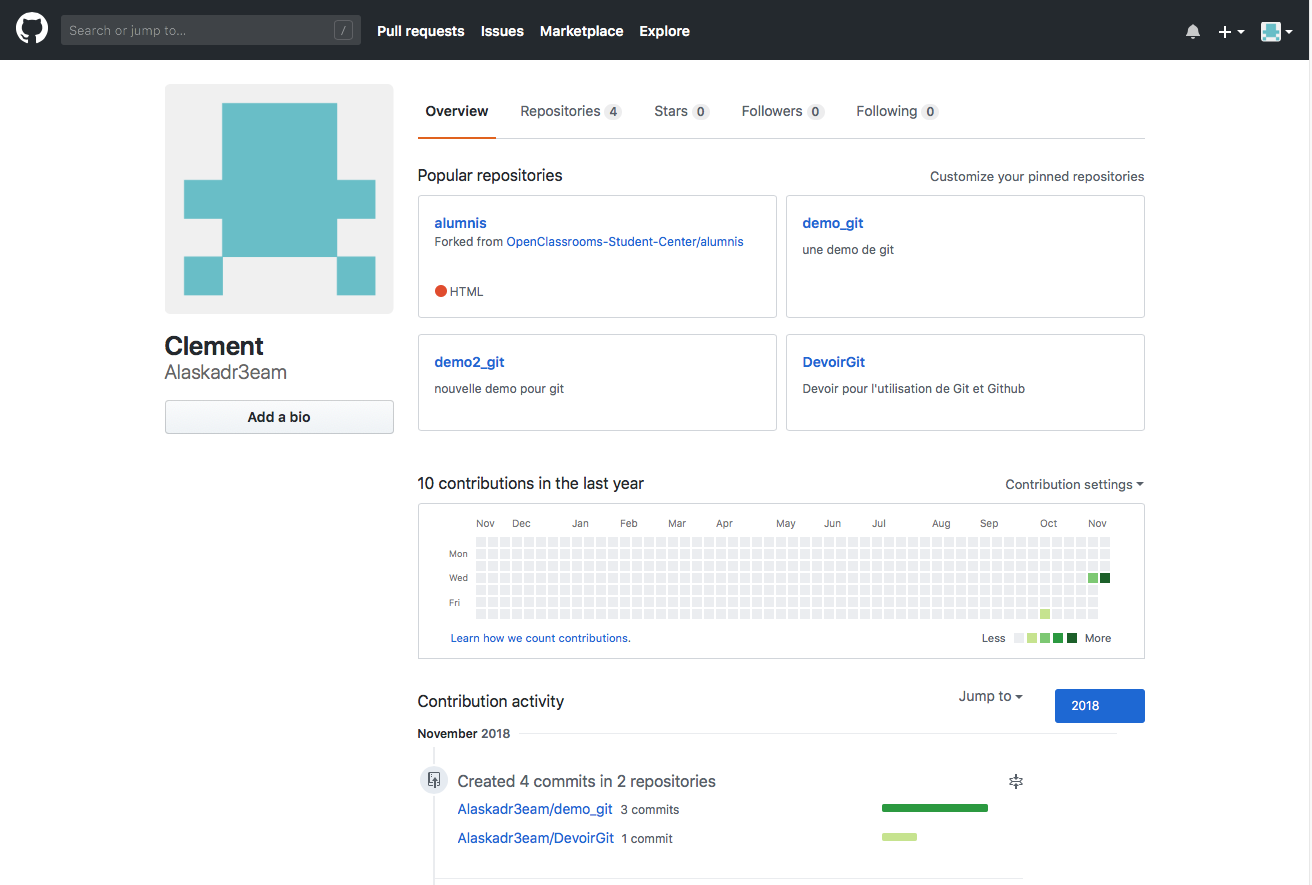 Search or jump to... / Pull requests Issues Marketplace Explore
Overview Repositories 4 Stars 0 Followers 0 Following 0
Clement
Alaskadr3eam
Add a bio
Popular repositories Customize your pinned repositories
alumnis
Forked from OpenClassrooms-Student-Center/alumnis
HTML
demo_git
une demo de git
demo2_git
nouvelle demo pour git
DevoirGit
Devoir pour l'utilisation de Git et Github
10 contributions in the last year Contribution settings
Nov Dec Jan Feb Mar Apr May Jun Jul Aug Sep Oct Nov
Mon
Wed
Fri
Learn how we count contributions. Less More
Contribution activity Jump to 2018
November 2018
Created 4 commits in 2 repositories
Alaskadr3eam/demo_git 3 commits
Alaskadr3eam/DevoirGit 1 commit